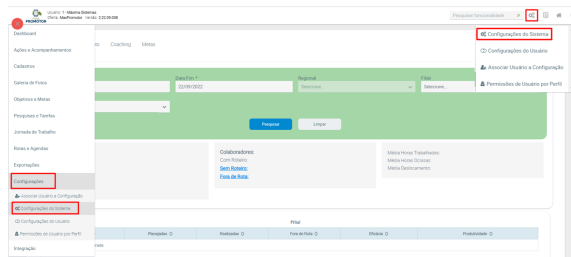 Usuário: 1 - Máxima Sistemas
Oferta: MaxPromotor Versão: 3.22.09.008
PROMOTOR
Pesquisar funcionalidade
Dashboard
Ações e Acompanhamentos
Cadastros
Galeria de Fotos
Objetivos e Metas
Pesquisas e Tarefas
Jornada de Trabalho
Rotas e Agendas
Exportações
Configurações
Associar Usuário a Configuração
Configurações do Sistema
Configurações do Usuário
Permissões de Usuário por Perfil
Integração
Coaching
Metas
Configurações do Sistema
Configurações do Usuário
Associar Usuário a Configuração
Permissões de Usuário por Perfil
Data Fim *
22/09/2022
Regional
Selecione...
Filial
Selecione...
Pesquisar
Limpar
Colaboradores:
Com Roteiro:
Sem Roteiro:
Fora de Rota:
Média Horas Trabalhadas:
Média Horas Ociosas:
Média Deslocamento:
Filial
Planejadas
Realizadas
Fora de Rota
Eficácia
Produtividade